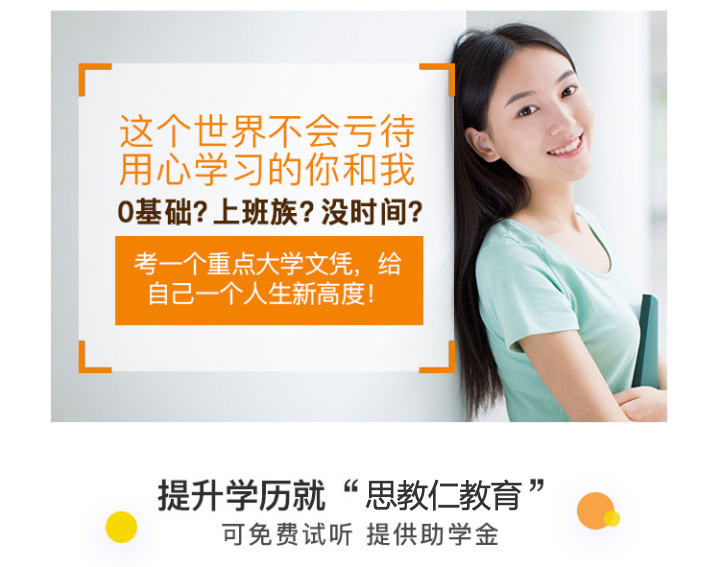 这个世界不会亏待
用心学习的你和我
0基础？上班族？没时间？
考一个重点大学文凭，给
自己一个人生新高度！
提升学历就“思教仁教育”
可免费试听 提供助学金